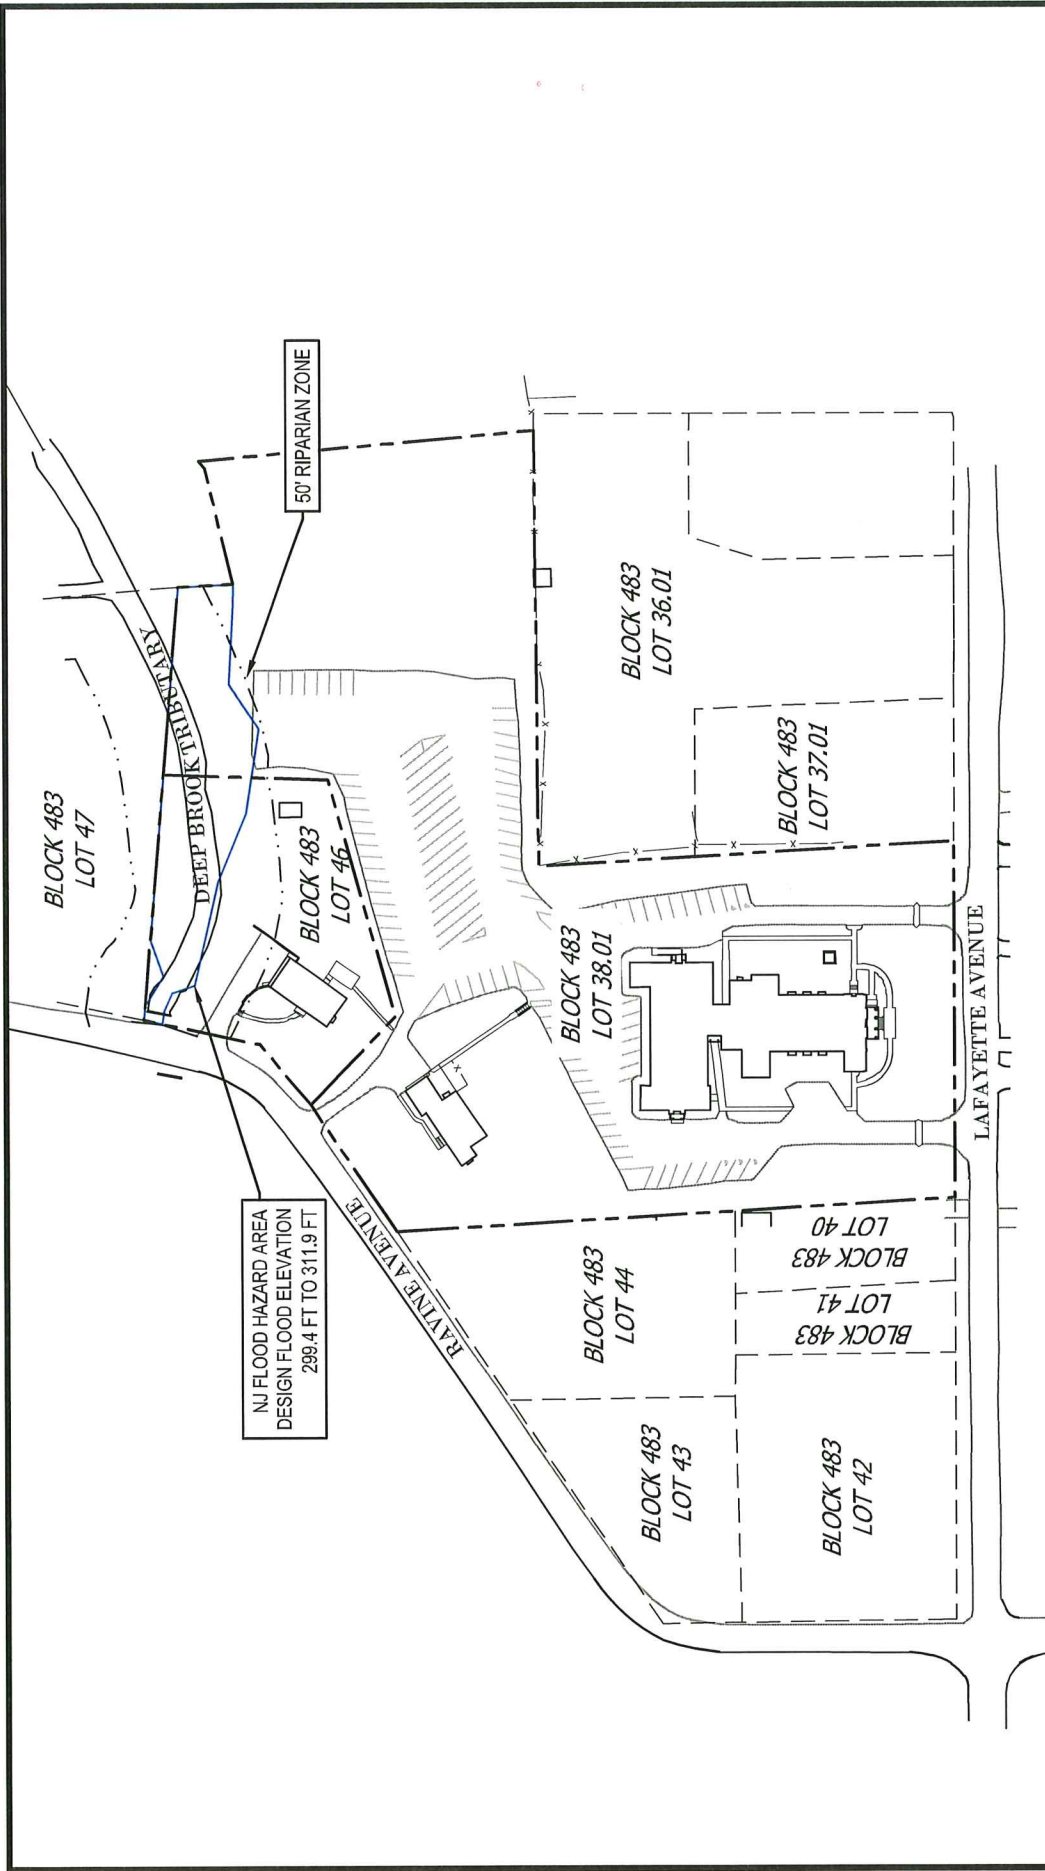 NJ FLOOD HAZARD AREA
DESIGN FLOOD ELEVATION
299.4 FT TO 311.9 FT
50' RIPARIAN ZONE
BLOCK 483
LOT 47
DEEP BROOK TRIBUTARY
BLOCK 483
LOT 46
RAVINE AVENUE
BLOCK 483
LOT 38.01
BLOCK 483
LOT 36.01
BLOCK 483
LOT 37.01
BLOCK 483
LOT 44
BLOCK 483
LOT 43
BLOCK 483
LOT 42
BLOCK 483
LOT 41
BLOCK 483
LOT 40
LAFAYETTE AVENUE